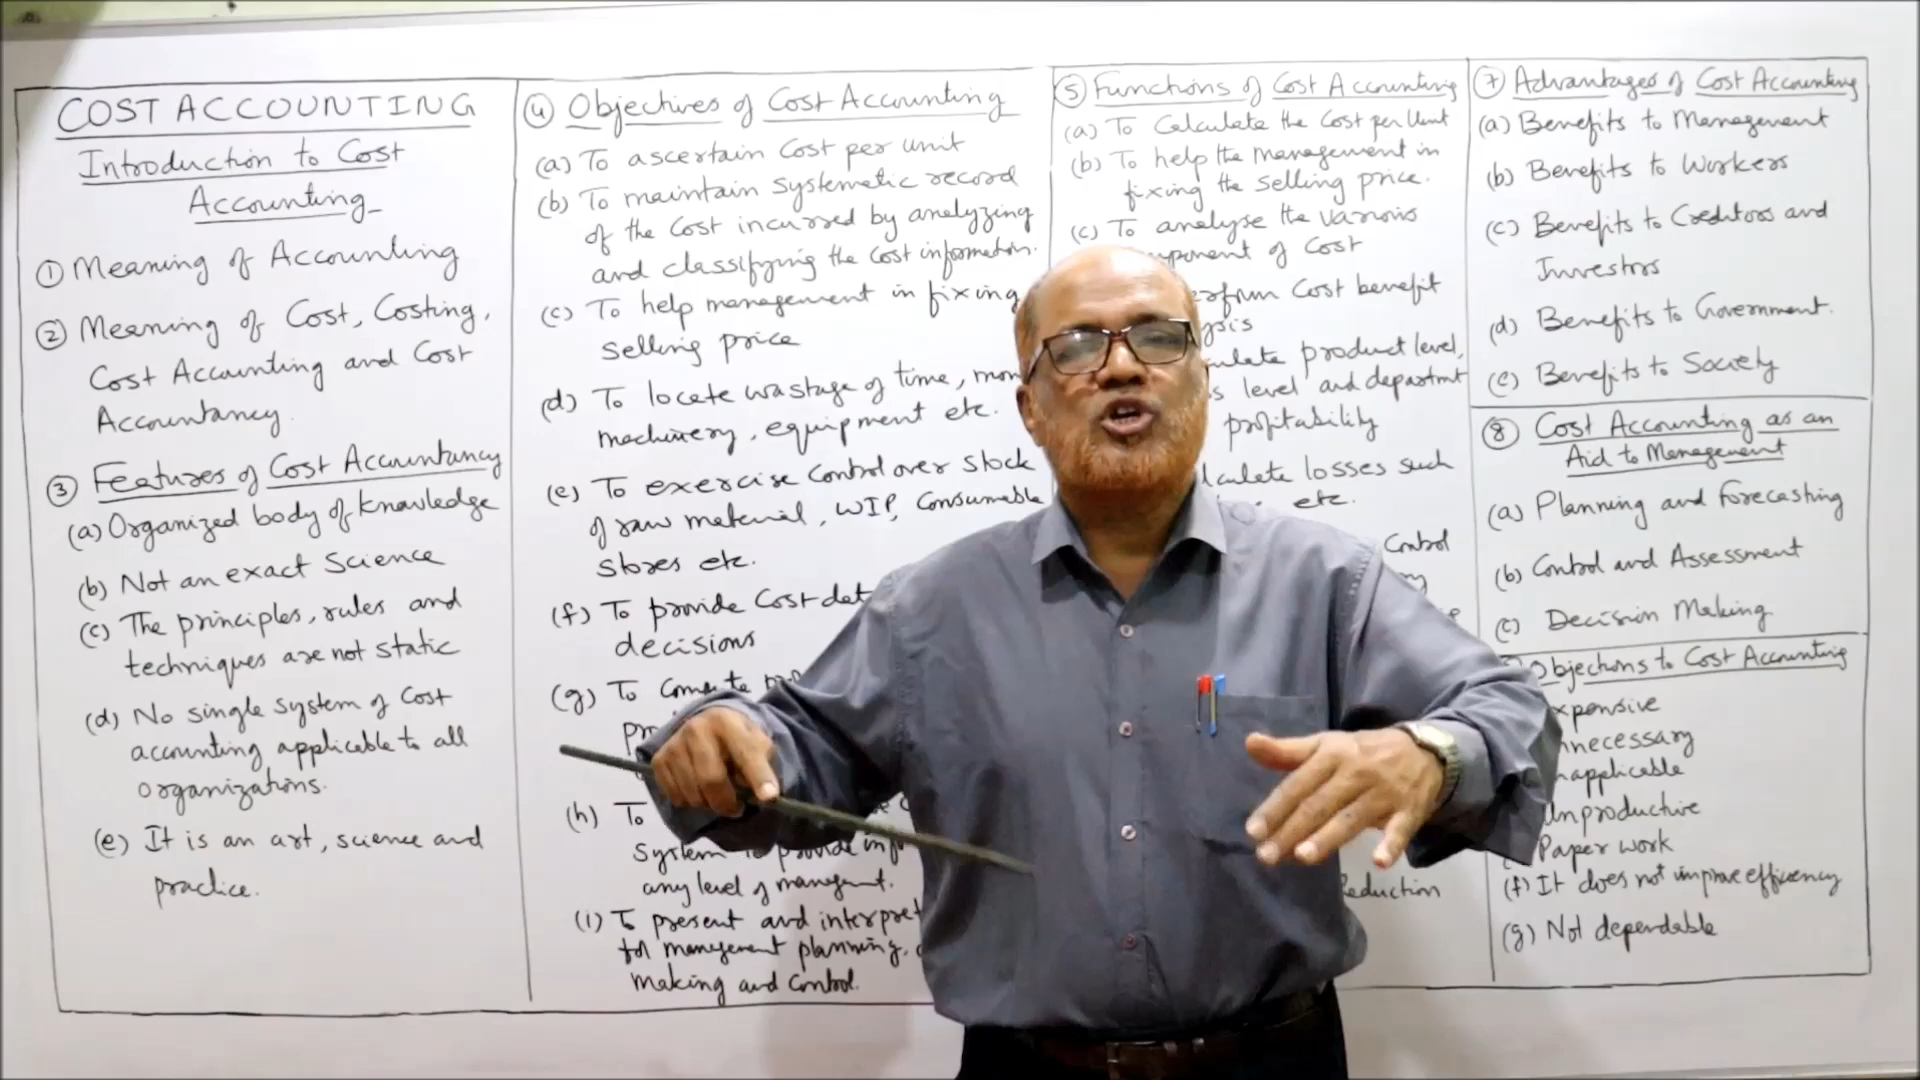 COST ACCOUNTING
Introduction to Cost
Accounting
① Meaning of Accounting
② Meaning of Cost, Costing,
Cost Accounting and Cost
Accountancy.
③ Features of Cost Accountancy
(a) Organized body of knowledge
(b) Not an exact Science
(c) The principles, rules and
techniques are not static
(d) No single system of Cost
accounting applicable to all
organizations.
(e) It is an art, science and
practice.
④ Objectives of Cost Accounting
(a) To ascertain Cost per unit
(b) To maintain systematic record
of the Cost incurred by analyzing
and classifying the Cost information.
(c) To help management in fixing
selling price
(d) To locate wastage of time,
machinery, equipment etc.
(e) To exercise Control over Stock
of raw material, WIP, Consumable
stores etc.
(f) To provide Cost
decisions
(g) To
(h) To
System to provide
any level of managemnt.
(i) To present and interpret
for management planning,
making and Control.
⑤ Functions of Cost Accounting
(a) To Calculate the Cost per Unit
(b) To help the management in
fixing the selling price.
(c) To analyse the various
of Cost
Cost benefit
product level,
level and departmt
profitability
losses such
etc.
Control
Reduction
⑦ Advantages of Cost Accounting
(a) Benefits to Management
(b) Benefits to Workers
(c) Benefits to Creditors and
Investors
(d) Benefits to Government.
(e) Benefits to Society
⑧ Cost Accounting as an
Aid to Management
(a) Planning and Forecasting
(b) Control and Assessment
(c) Decision Making
Objections to Cost Accounting
xpensive
nnecessary
napplicable
Unproductive
Paper work
(f) It does not improve efficiency
(g) Not dependable